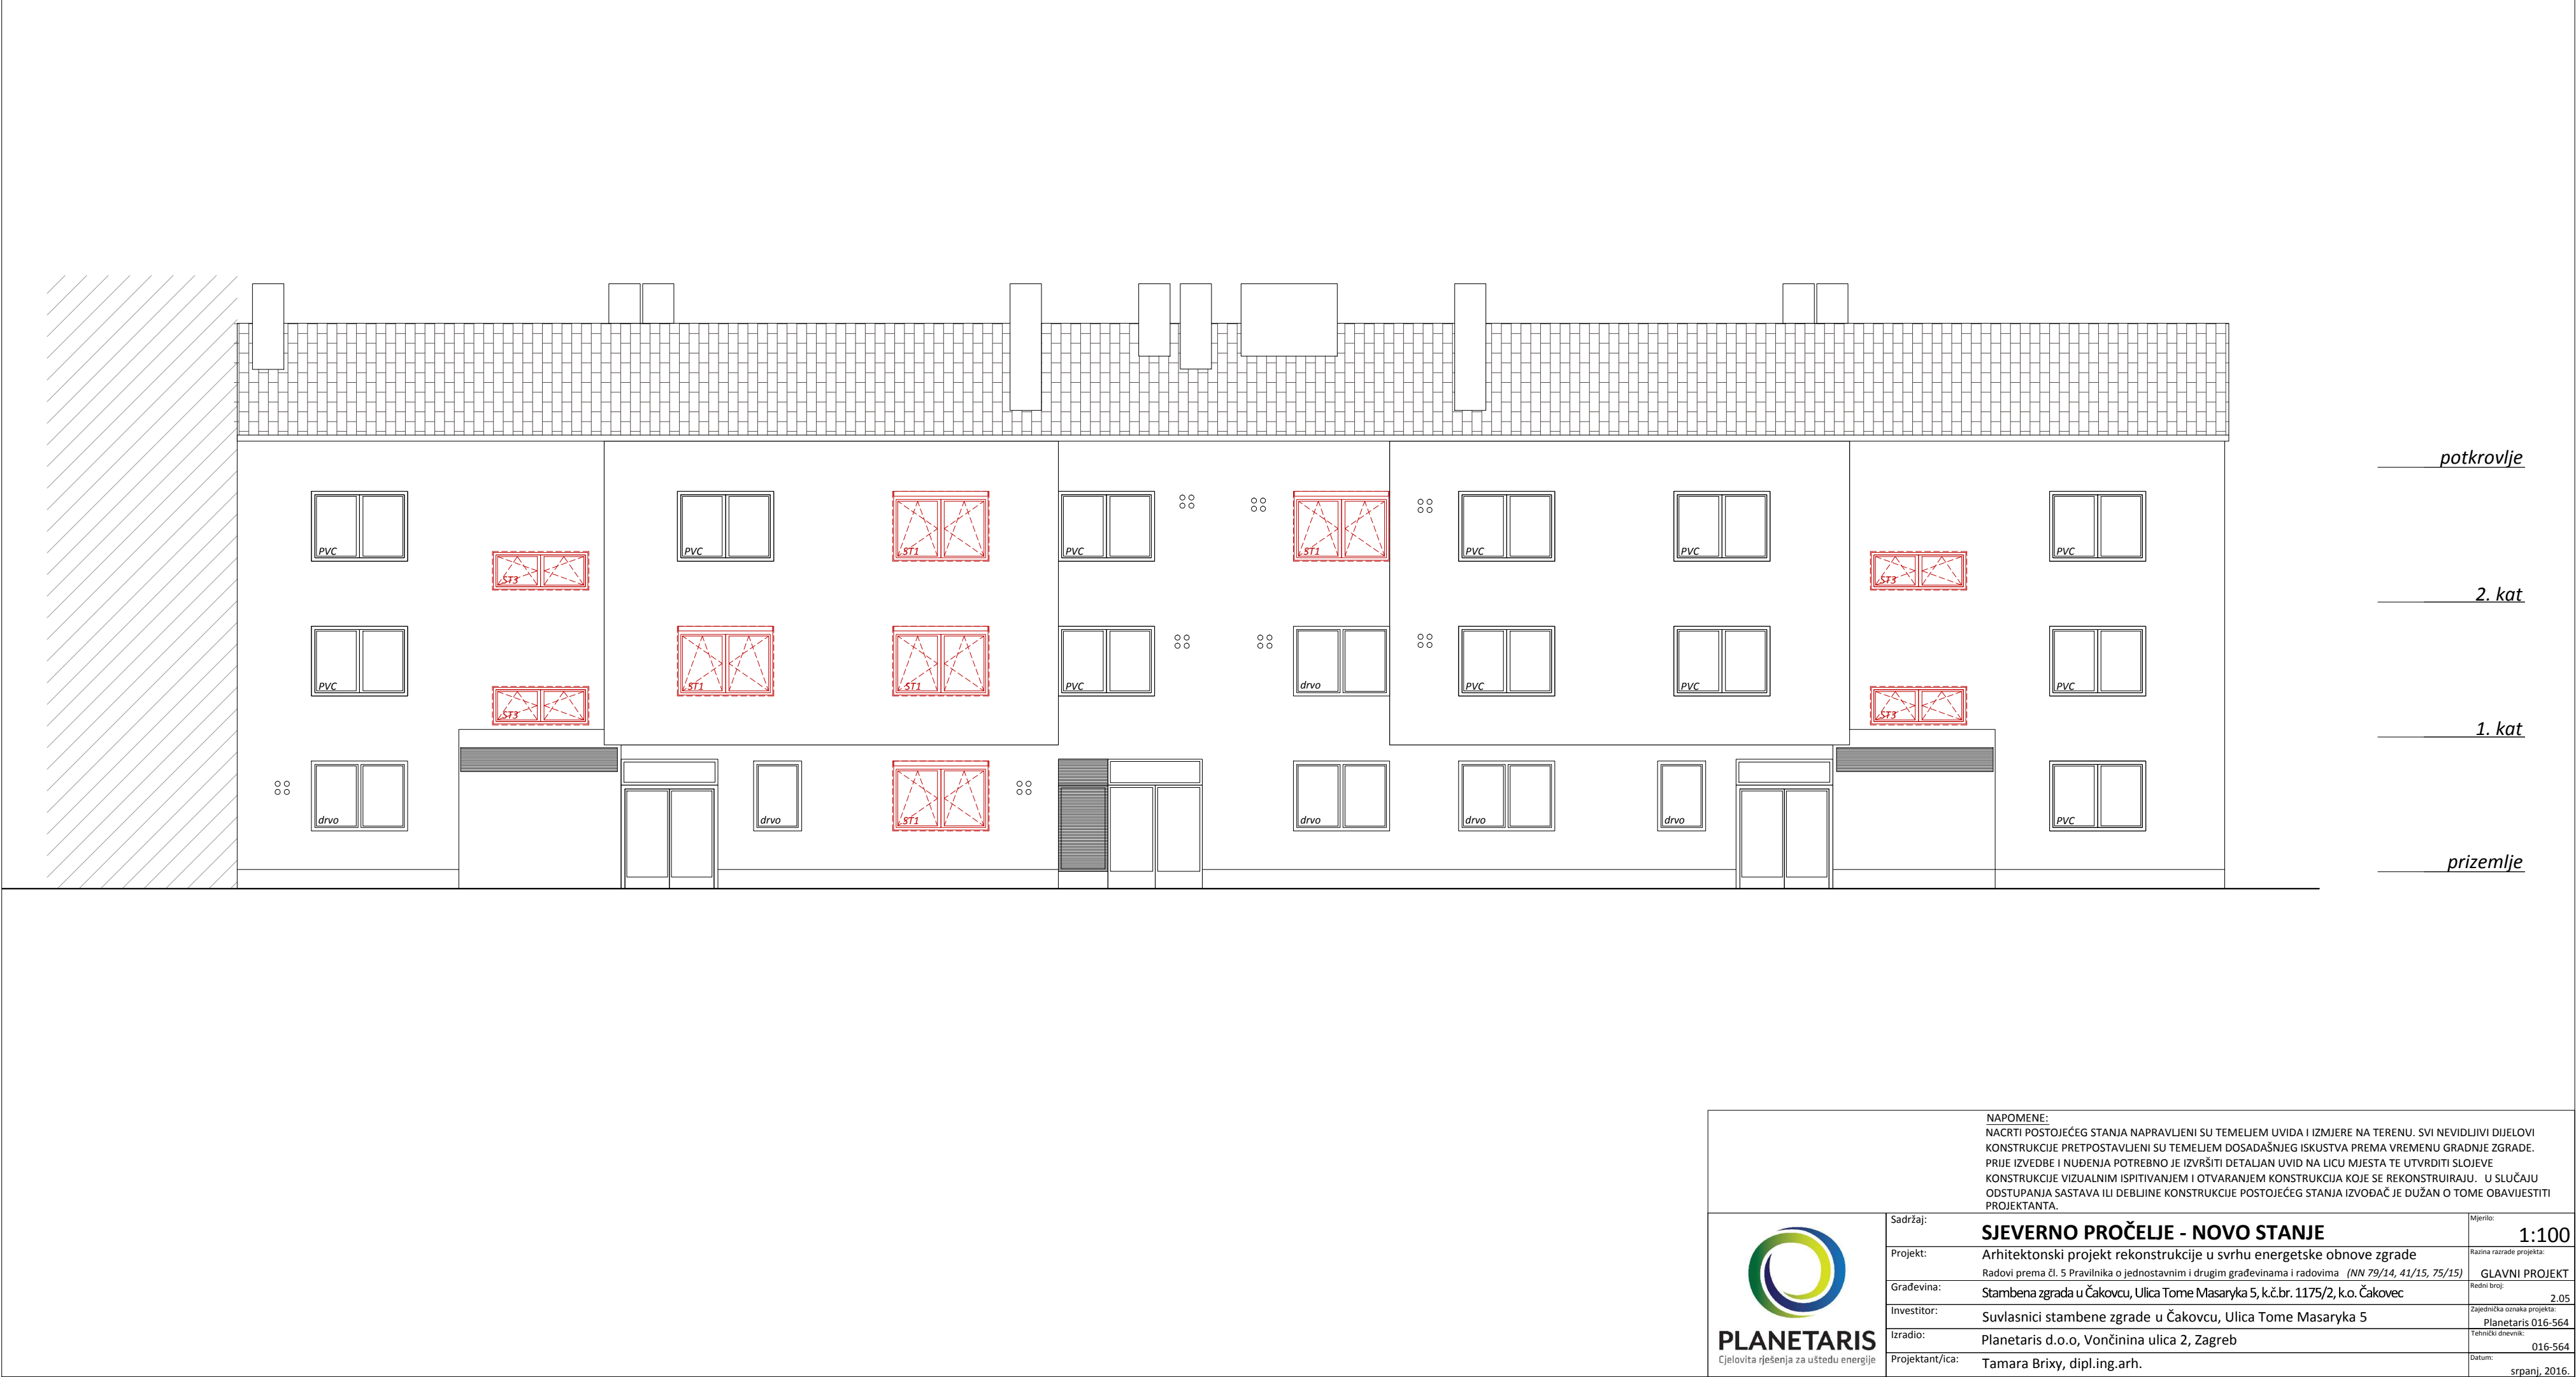 potkrovlje
PVC
PVC
ST1
PVC
ST1
PVC
PVC
PVC
ST3
ST3
2. kat
PVC
ST1
ST1
PVC
drvo
PVC
PVC
PVC
ST3
ST3
1. kat
drvo
drvo
ST1
drvo
drvo
drvo
PVC
prizemlje
NAPOMENE:
NACRTI POSTOJEĆEG STANJA NAPRAVLJENI SU TEMELJEM UVIDA I IZMJERE NA TERENU. SVI NEVIDLJIVI DIJELOVI
KONSTRUKCIJE PRETPOSTAVLJENI SU TEMELJEM DOSADAŠNJEG ISKUSTVA PREMA VREMENU GRADNJE ZGRADE.
PRIJE IZVEDBE I NUĐENJA POTREBNO JE IZVRŠITI DETALJAN UVID NA LICU MJESTA TE UTVRDITI SLOJEVE
KONSTRUKCIJE VIZUALNIM ISPITIVANJEM I OTVARANJEM KONSTRUKCIJA KOJE SE REKONSTRUIRAJU. U SLUČAJU
ODSTUPANJA SASTAVA ILI DEBLJINE KONSTRUKCIJE POSTOJEĆEG STANJA IZVOĐAČ JE DUŽAN O TOME OBAVIJESTITI
PROJEKTANTA.
PLANETARIS
Cjelovita rješenja za uštedu energije
Sadržaj:
SJEVERNO PROČELJE - NOVO STANJE
Mjerilo:
1:100
Projekt:
Arhitektonski projekt rekonstrukcije u svrhu energetske obnove zgrade
Radovi prema čl. 5 Pravilnika o jednostavnim i drugim građevinama i radovima (NN 79/14, 41/15, 75/15)
Razina razrade projekta:
GLAVNI PROJEKT
Građevina:
Stambena zgrada u Čakovcu, Ulica Tome Masaryka 5, k.č.br. 1175/2, k.o. Čakovec
Redni broj:
2.05
Investitor:
Suvlasnici stambene zgrade u Čakovcu, Ulica Tome Masaryka 5
Zajednička oznaka projekta:
Planetaris 016-564
Izradio:
Planetaris d.o.o, Vončinina ulica 2, Zagreb
Tehnički dnevnik:
016-564
Projektant/ica:
Tamara Brixy, dipl.ing.arh.
Datum:
srpanj, 2016.